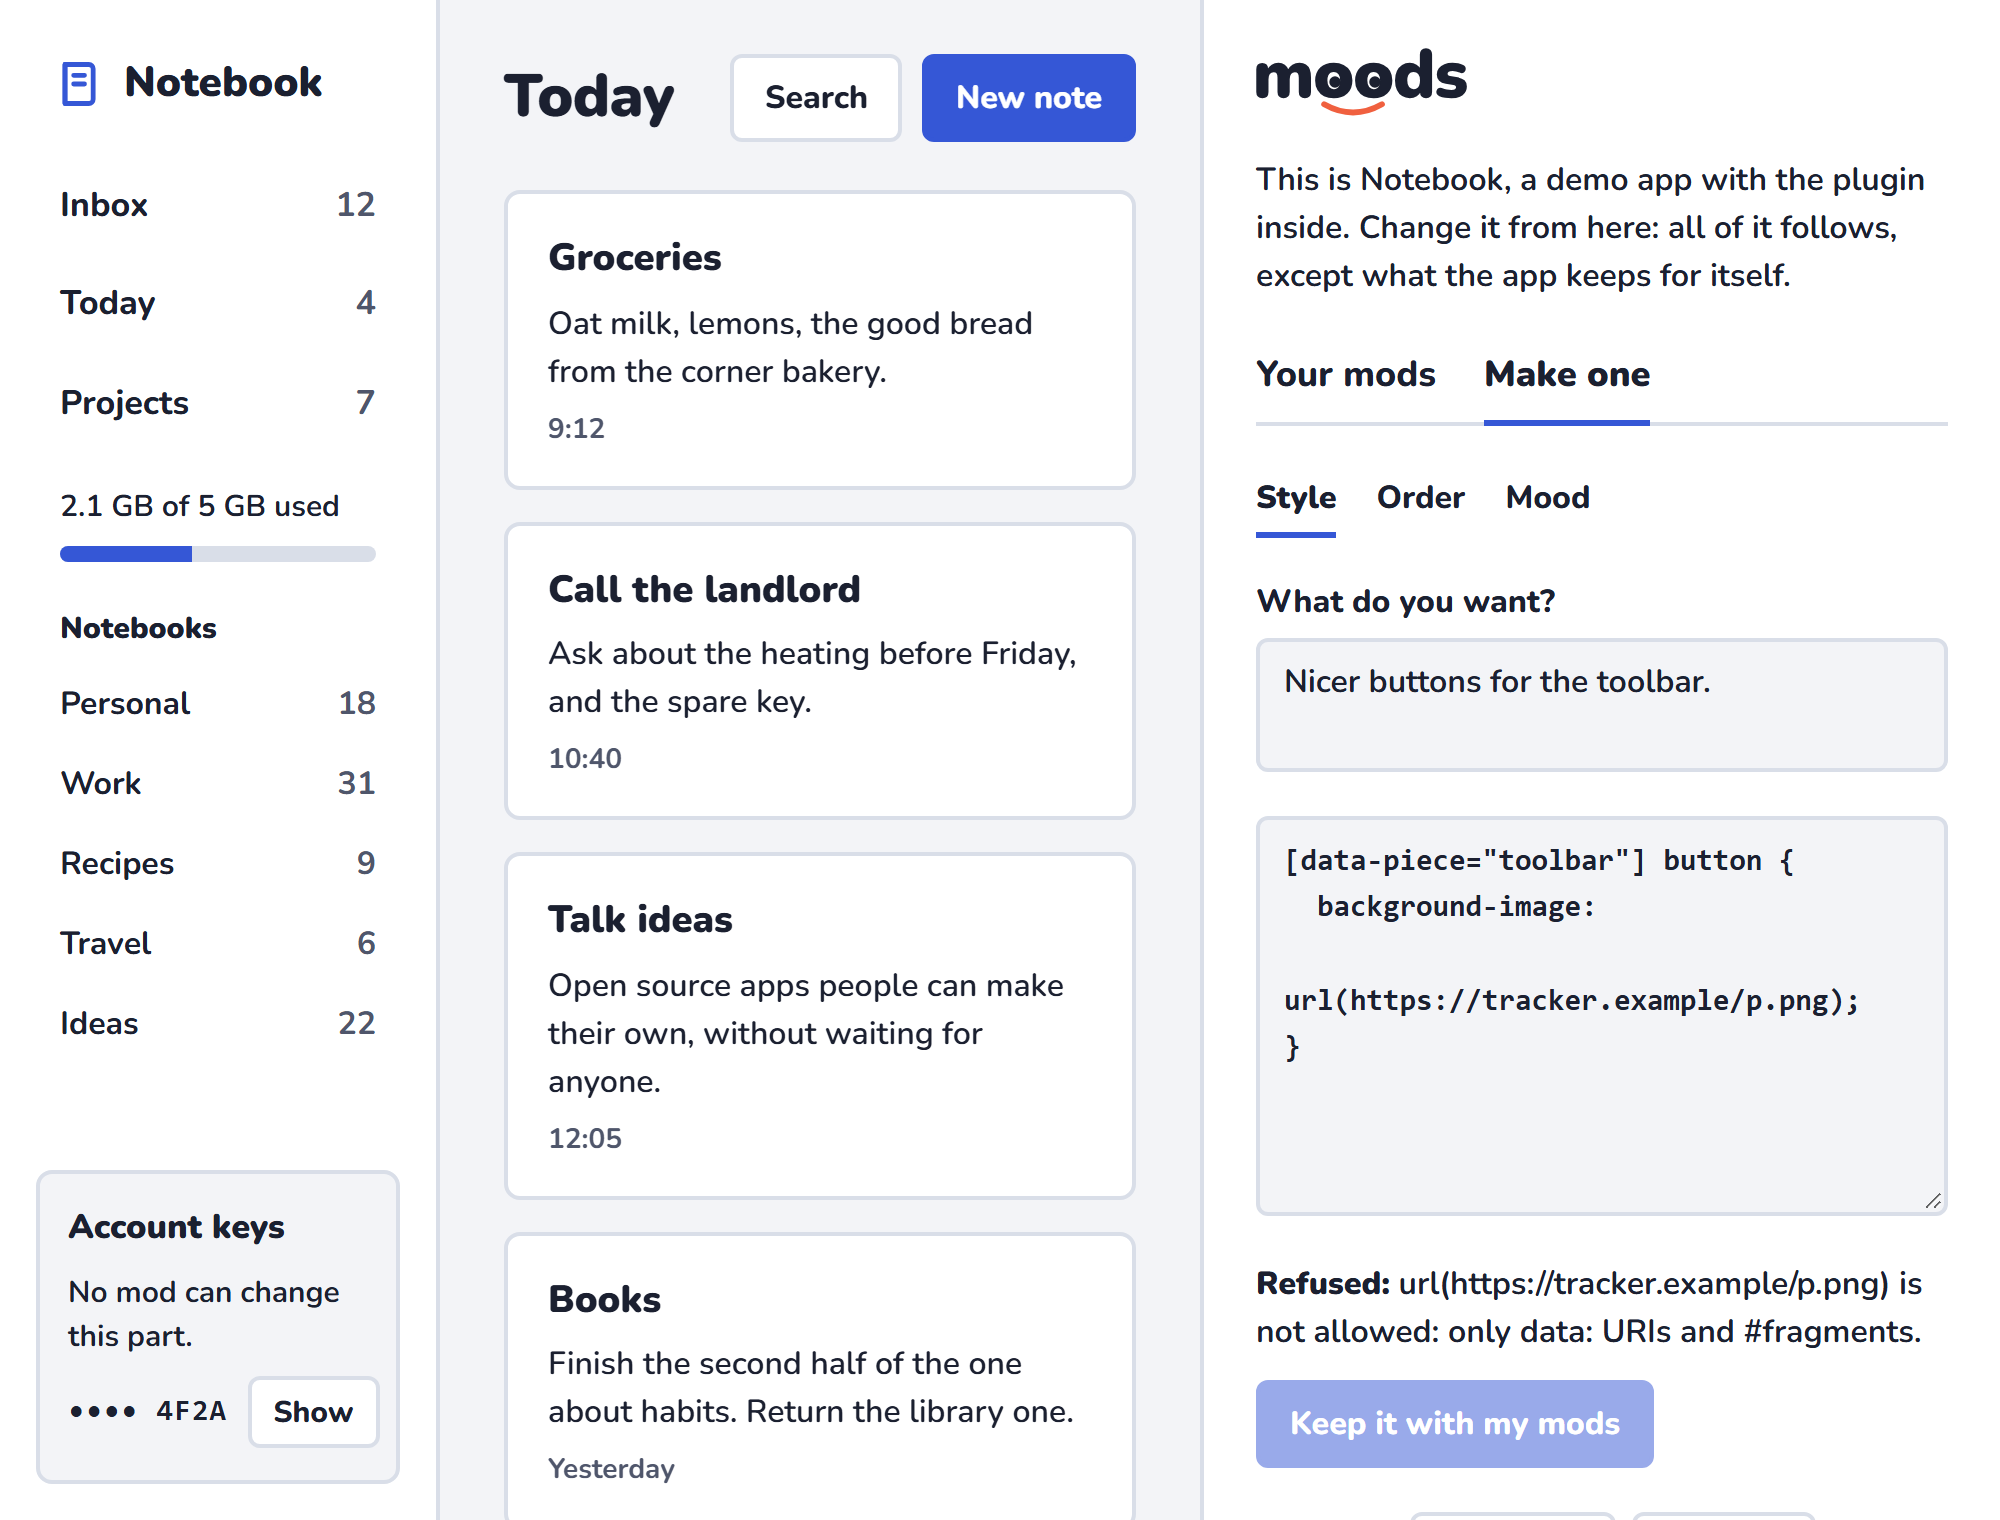 Notebook
Inbox 12
Today 4
Projects 7
2.1 GB of 5 GB used
Notebooks
Personal 18
Work 31
Recipes 9
Travel 6
Ideas 22
Account keys
No mod can change
this part.
•••• 4F2A Show
Today Search New note
Groceries
Oat milk, lemons, the good bread
from the corner bakery.
9:12
Call the landlord
Ask about the heating before Friday,
and the spare key.
10:40
Talk ideas
Open source apps people can make
their own, without waiting for
anyone.
12:05
Books
Finish the second half of the one
about habits. Return the library one.
Yesterday
moods
This is Notebook, a demo app with the plugin
inside. Change it from here: all of it follows,
except what the app keeps for itself.
Your mods Make one
Style Order Mood
What do you want?
Nicer buttons for the toolbar.
[data-piece="toolbar"] button {
background-image:
url(https://tracker.example/p.png);
}
Refused: url(https://tracker.example/p.png) is
not allowed: only data: URIs and #fragments.
Keep it with my mods